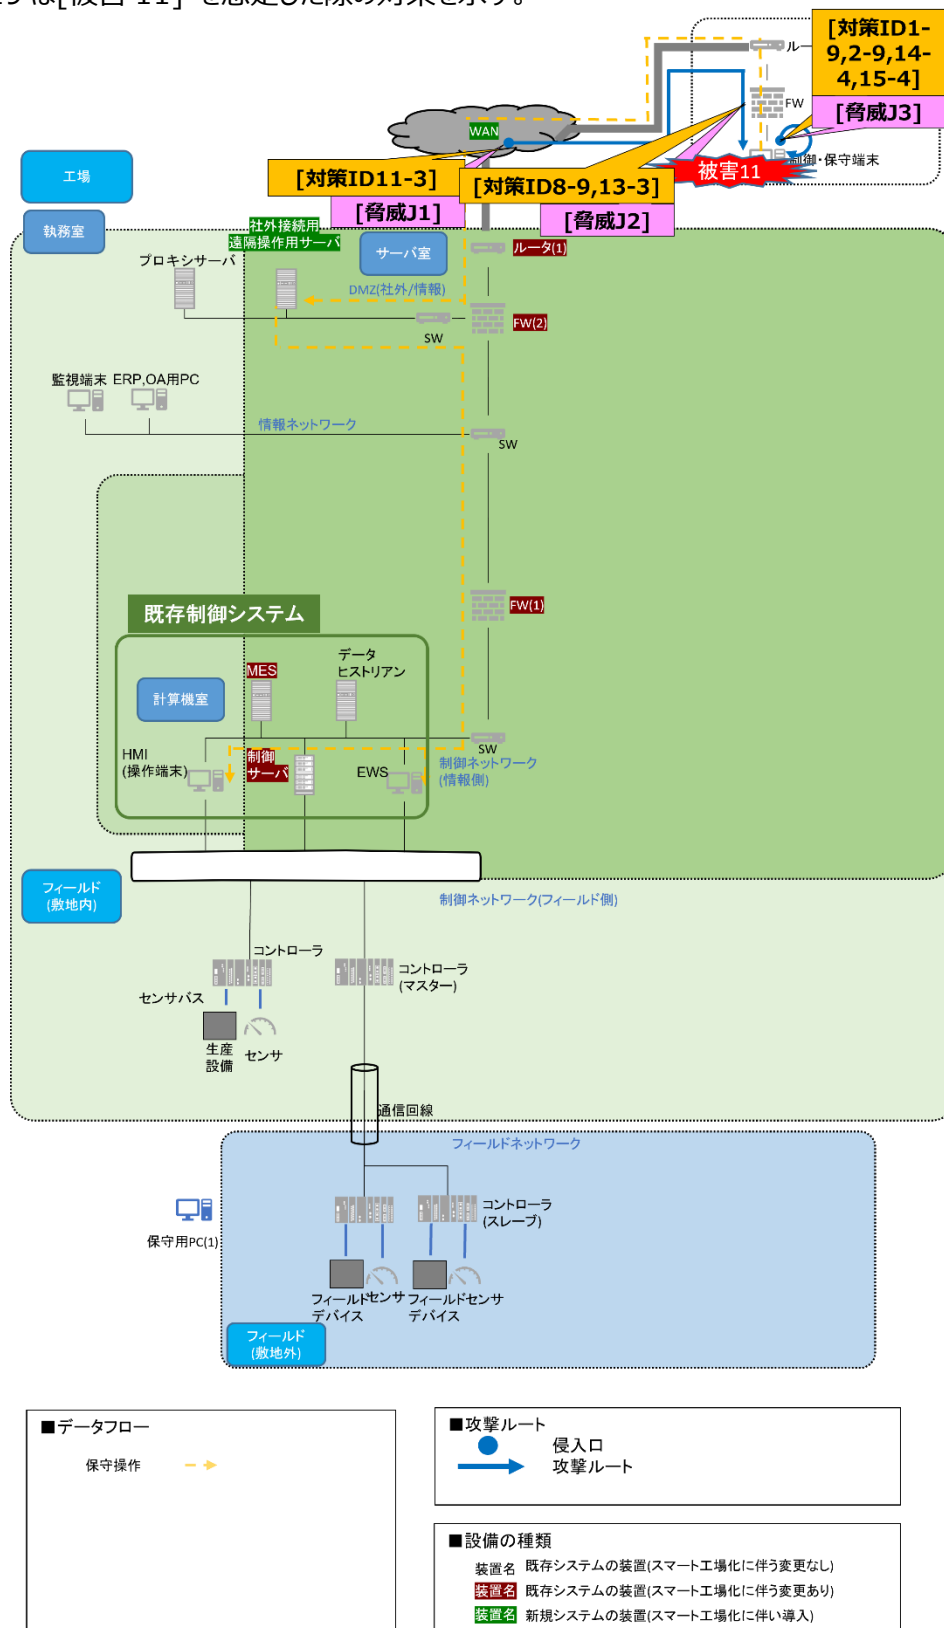 は[被害 11] を想定した際の対策を示す。
[対策ID1-
9,2-9,14-
4,15-4]
[脅威J3]
ルー
FW
制御・保守端末
WAN
被害11
[対策ID11-3]
[対策ID8-9,13-3]
[脅威J1]
[脅威J2]
工場
執務室
社外接続用
遠隔操作用サーバ
サーバ室
ルータ(1)
プロキシサーバ
DMZ(社外/情報)
FW(2)
SW
監視端末
ERP,OA用PC
情報ネットワーク
SW
FW(1)
既存制御システム
データ
ヒストリアン
MES
計算機室
SW
HMI
(操作端末)
制御
サーバ
EWS
制御ネットワーク
(情報側)
フィールド
(敷地内)
制御ネットワーク(フィールド側)
コントローラ
コントローラ
(マスター)
センサバス
生産
設備
センサ
通信回線
フィールドネットワーク
コントローラ
(スレーブ)
保守用PC(1)
フィールド
デバイス
センサ
フィールド
デバイス
センサ
フィールド
(敷地外)
■データフロー
保守操作
■攻撃ルート
侵入口
攻撃ルート
■設備の種類
装置名 既存システムの装置(スマート工場化に伴う変更なし)
装置名 既存システムの装置(スマート工場化に伴う変更あり)
装置名 新規システムの装置(スマート工場化に伴い導入)